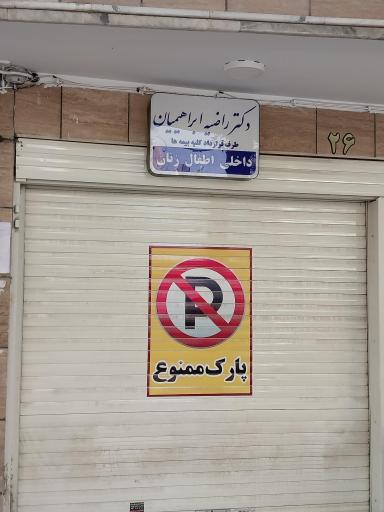 دکتر راضیه ابراهیمیان
طرف قرارداد کلیه بیمه ها
داخلی اطفال زنان
۲۶
P
پارک ممنوع